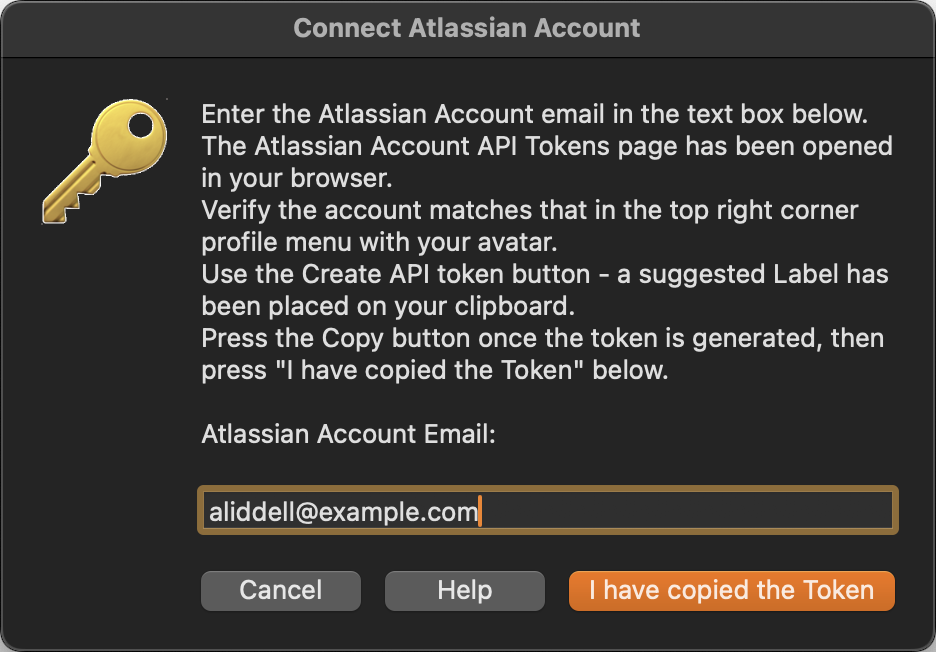 Connect Atlassian Account
Enter the Atlassian Account email in the text box below.
The Atlassian Account API Tokens page has been opened
in your browser.
Verify the account matches that in the top right corner
profile menu with your avatar.
Use the Create API token button - a suggested Label has
been placed on your clipboard.
Press the Copy button once the token is generated, then
press "I have copied the Token" below.
Atlassian Account Email:
aliddell@example.com
Cancel
Help
I have copied the Token